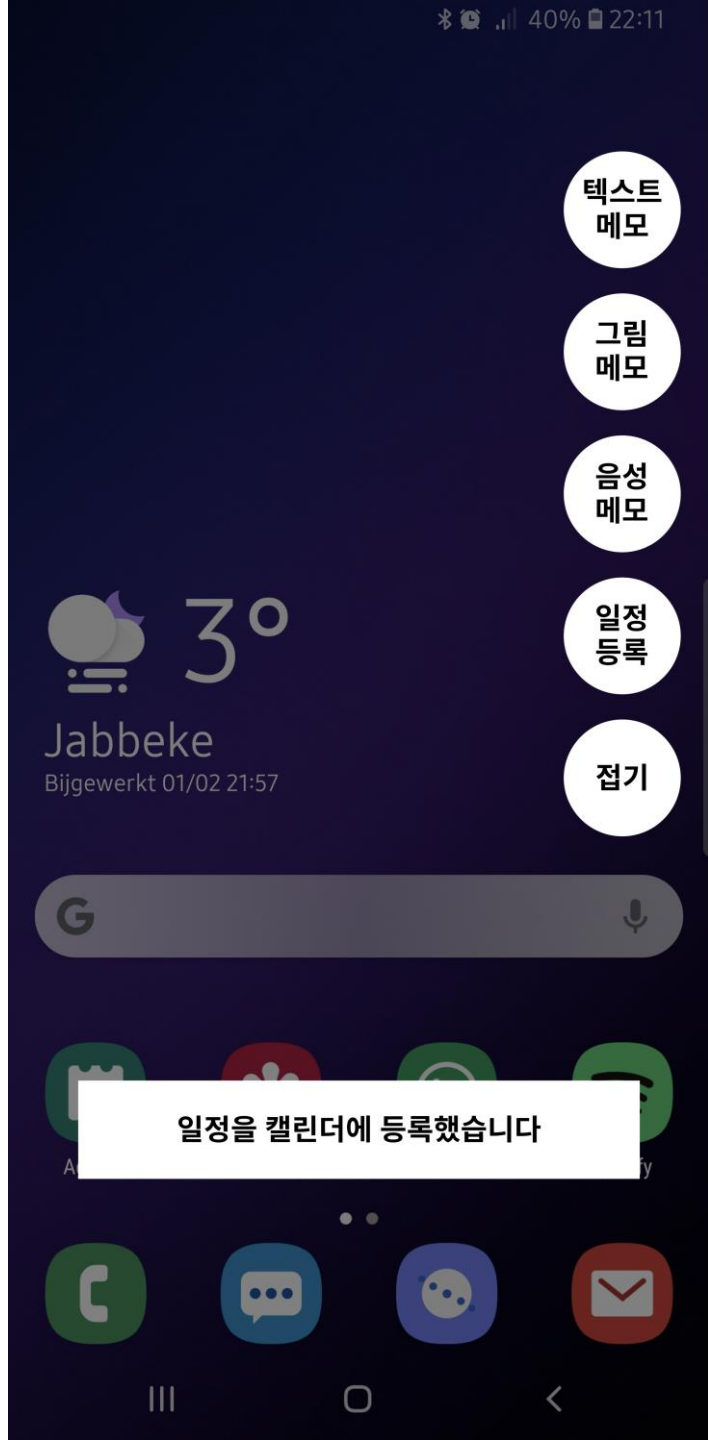 40% 22:11
텍스트
메모
그림
메모
음성
메모
3°
일정
등록
Jabbeke
Bijgewerkt 01/02 21:57
접기
G
일정을 캘린더에 등록했습니다